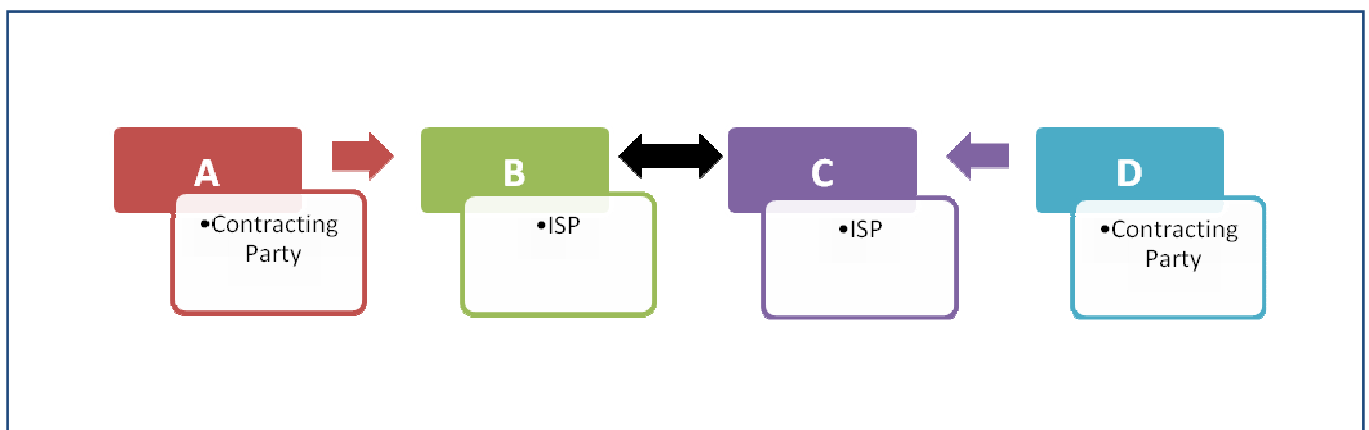 A
B
C
D
•Contracting
Party
•ISP
•ISP
•Contracting
Party